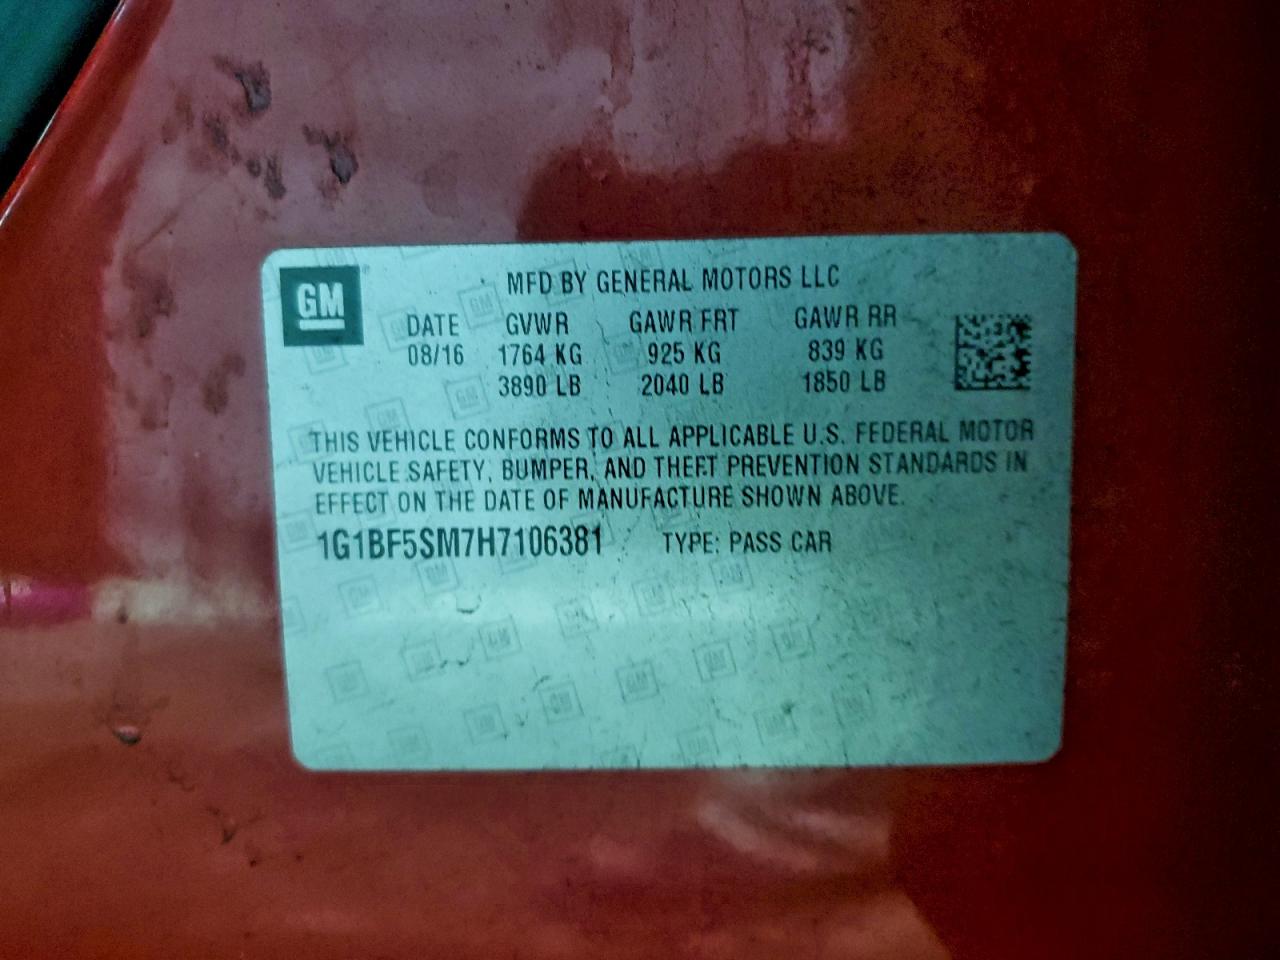 GM
MFD BY GENERAL MOTORS LLC
DATE GVWR GAWR FRT GAWR RR
08/16 1764 KG 925 KG 839 KG
3890 LB 2040 LB 1850 LB
THIS VEHICLE CONFORMS TO ALL APPLICABLE U.S. FEDERAL MOTOR
VEHICLE SAFETY, BUMPER, AND THEFT PREVENTION STANDARDS IN
EFFECT ON THE DATE OF MANUFACTURE SHOWN ABOVE.
1G1BF5SM7H7106381 TYPE: PASS CAR